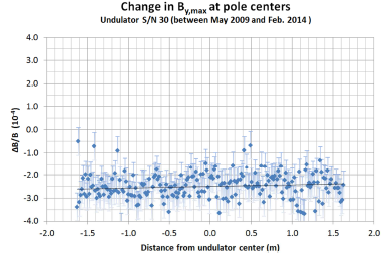 Change in By,max at pole centers
Undulator S/N 30 (between May 2009 and Feb. 2014 )
4.0
3.0
2.0
1.0
0.0
-1.0
-2.0
-3.0
-4.0
ΔB/B (10⁻⁴)
-2.0 -1.5 -1.0 -0.5 0.0 0.5 1.0 1.5 2.0
Distance from undulator center (m)